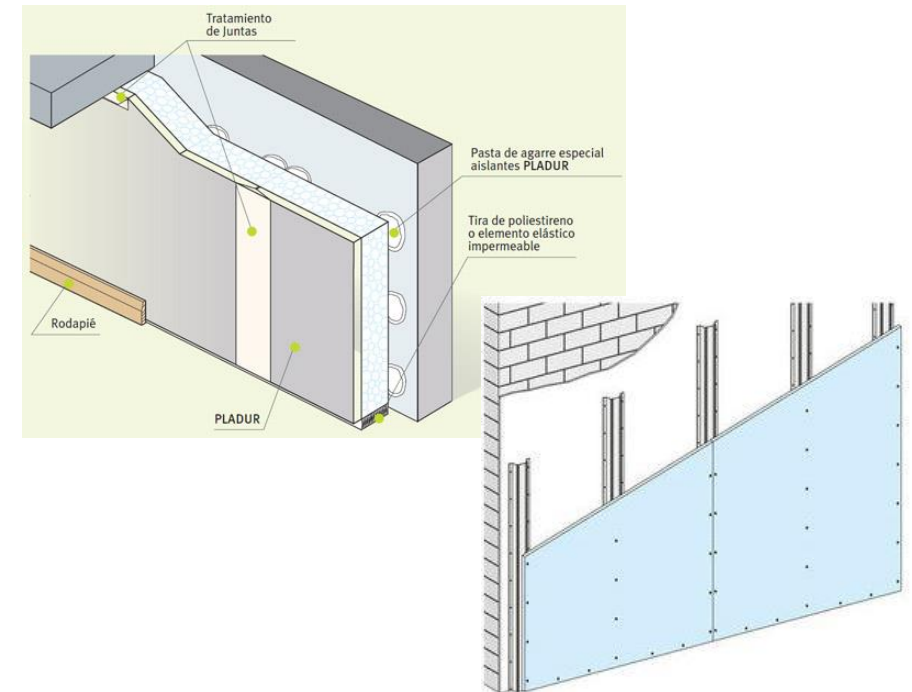 Tratamiento
de Juntas
Pasta de agarre especial
aislantes PLADUR
Tira de poliestireno
o elemento elástico
impermeable
Rodapié
PLADUR